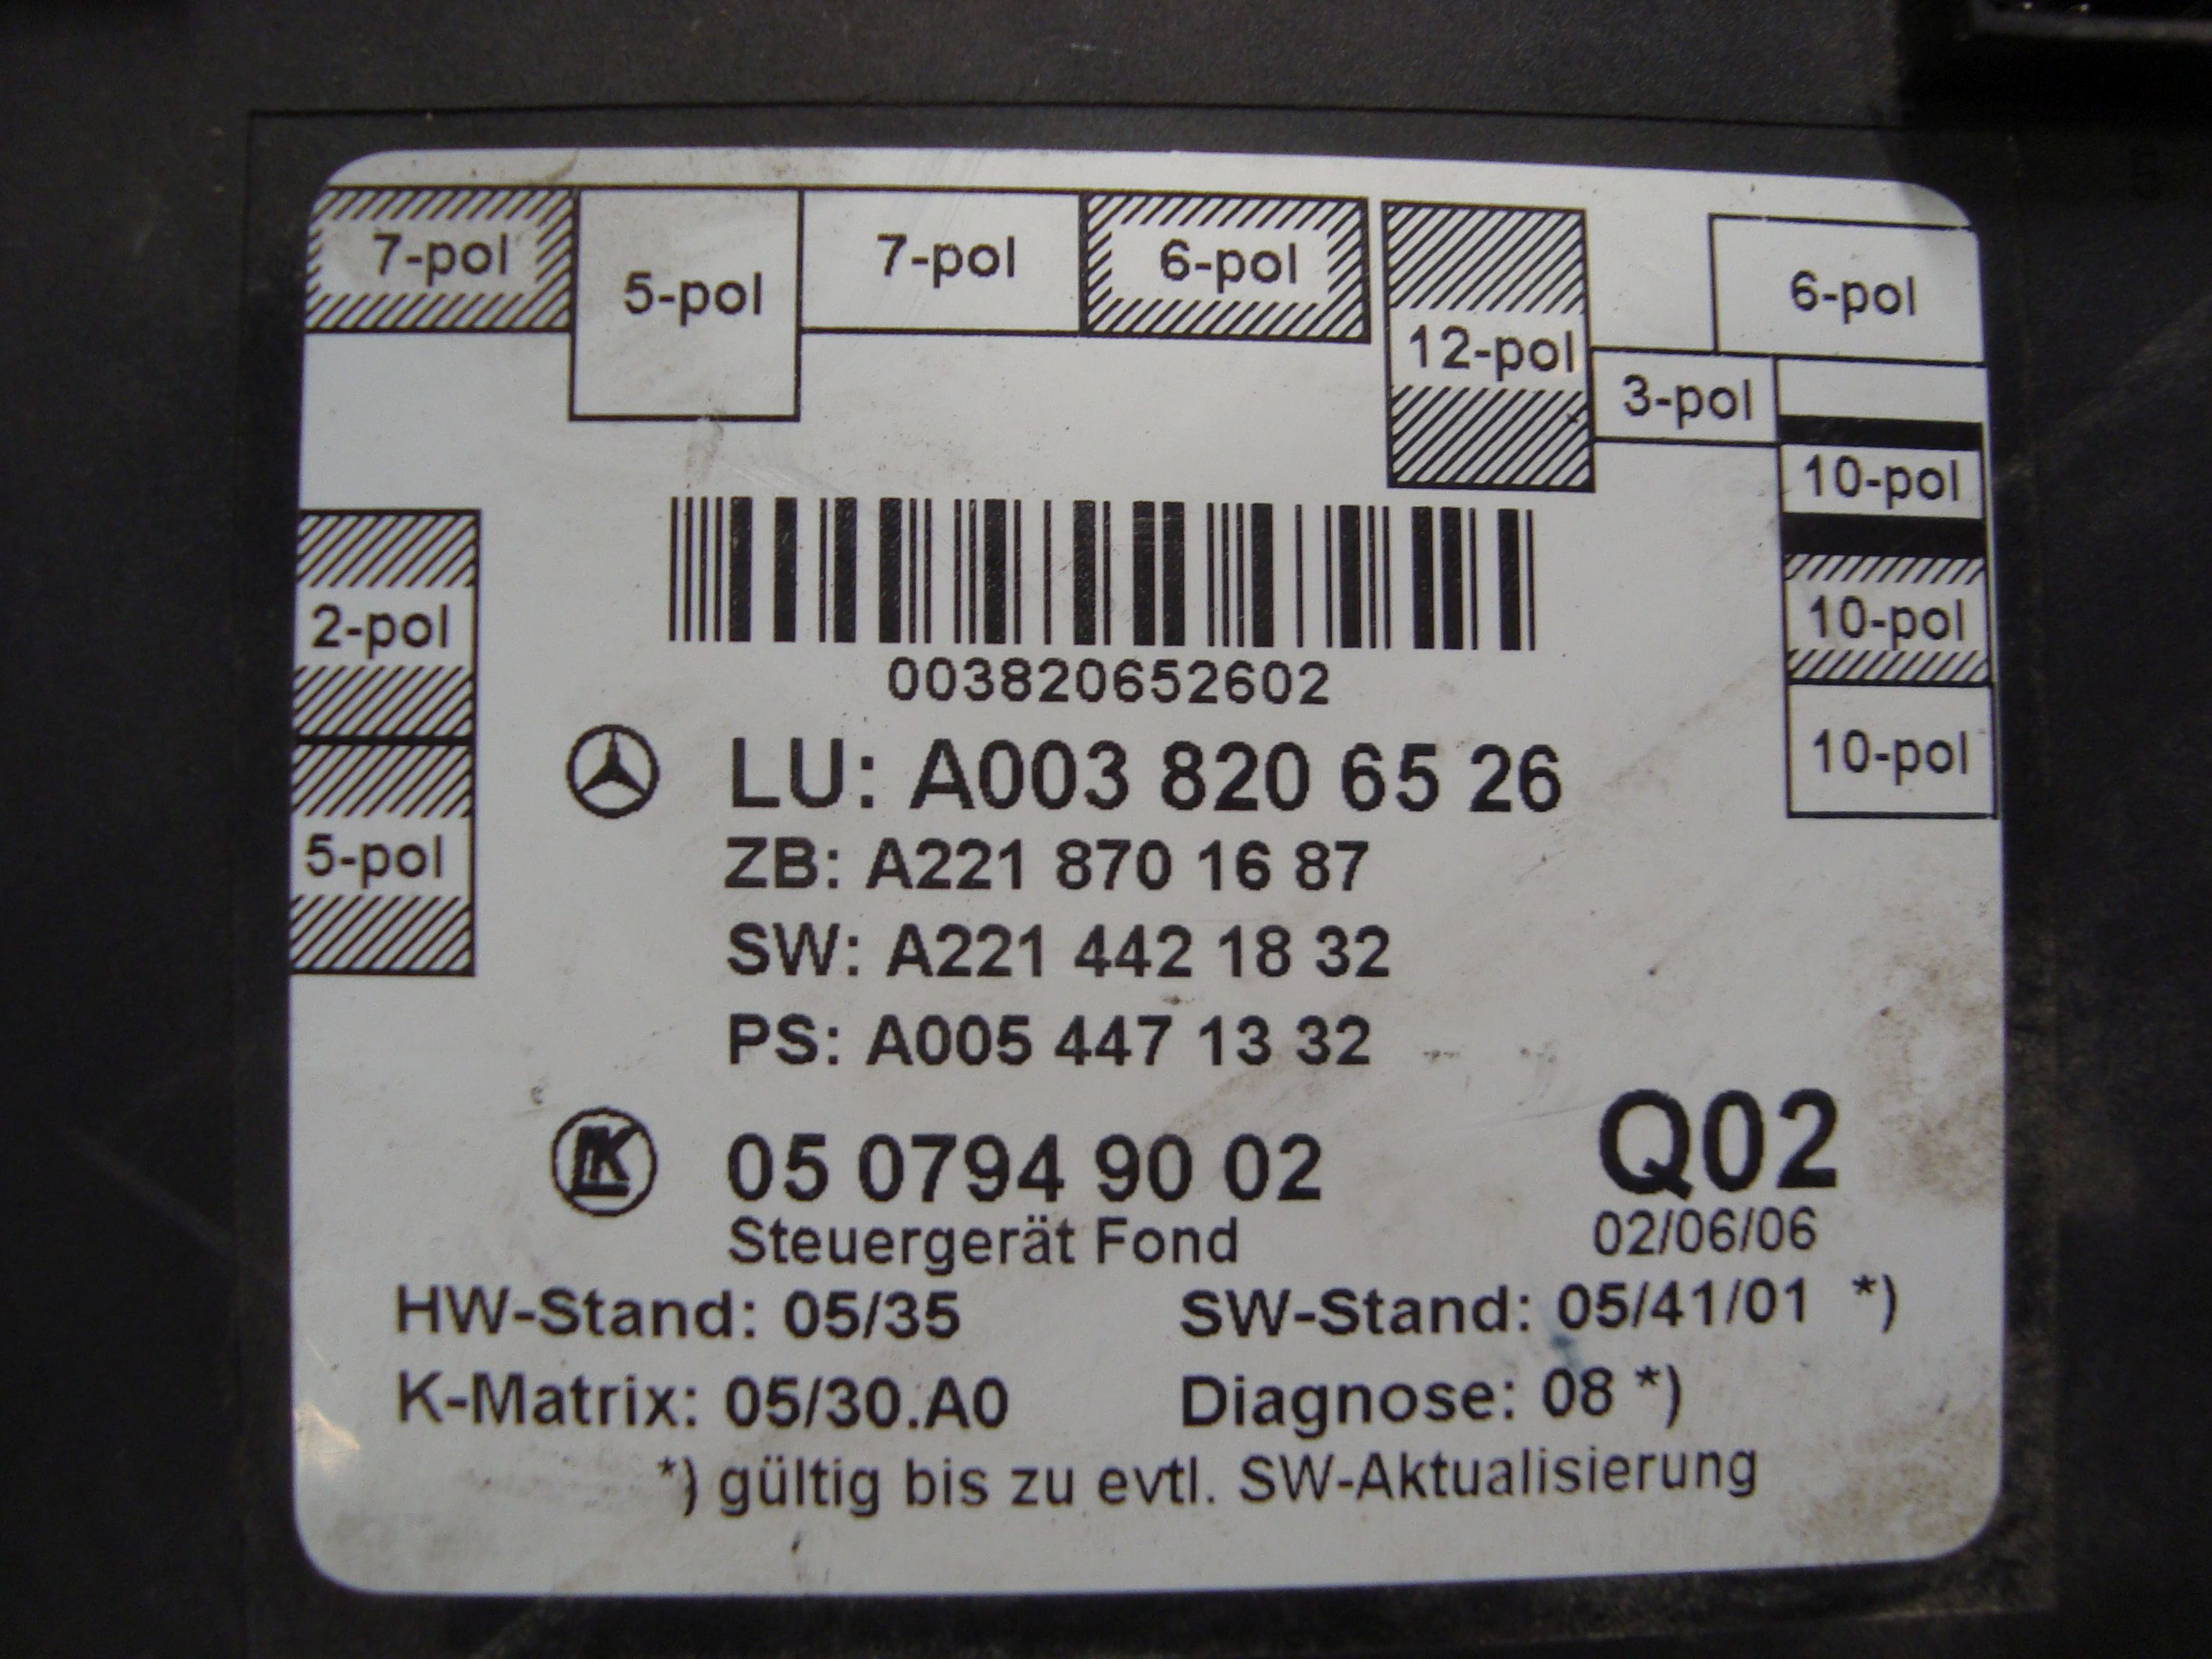 7-pol
5-pol
7-pol
6-pol
12-pol
6-pol
3-pol
10-pol
10-pol
10-pol
2-pol
5-pol
003820652602
LU: A003 820 65 26
ZB: A221 870 16 87
SW: A221 442 18 32
PS: A005 447 13 32
05 0794 90 02
Q02
Steuergerät Fond
02/06/06
HW-Stand: 05/35
SW-Stand: 05/41/01 *)
K-Matrix: 05/30.A0
Diagnose: 08 *)
*) gültig bis zu evtl. SW-Aktualisierung